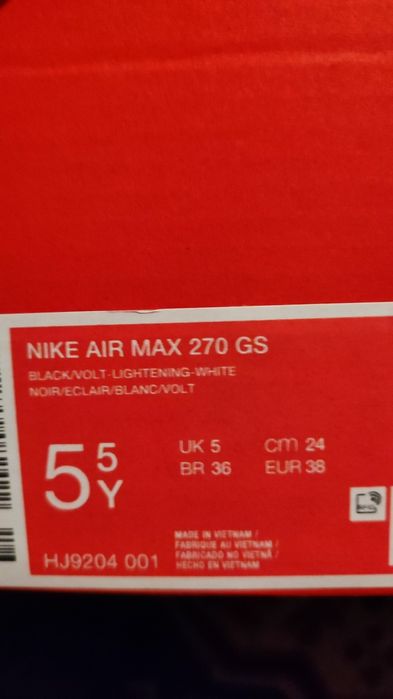 NIKE AIR MAX 270 GS
BLACK/VOLT-LIGHTENING-WHITE
NOIR/ECLAIR/BLANC/VOLT
5 5 Y
UK 5 cm 24
BR 36 EUR 38
MADE IN VIETNAM /
FABRIQUE AU VIETNAM /
FABRICADO NO VIETNÃ /
HECHO EN VIETNAM
HJ9204 001